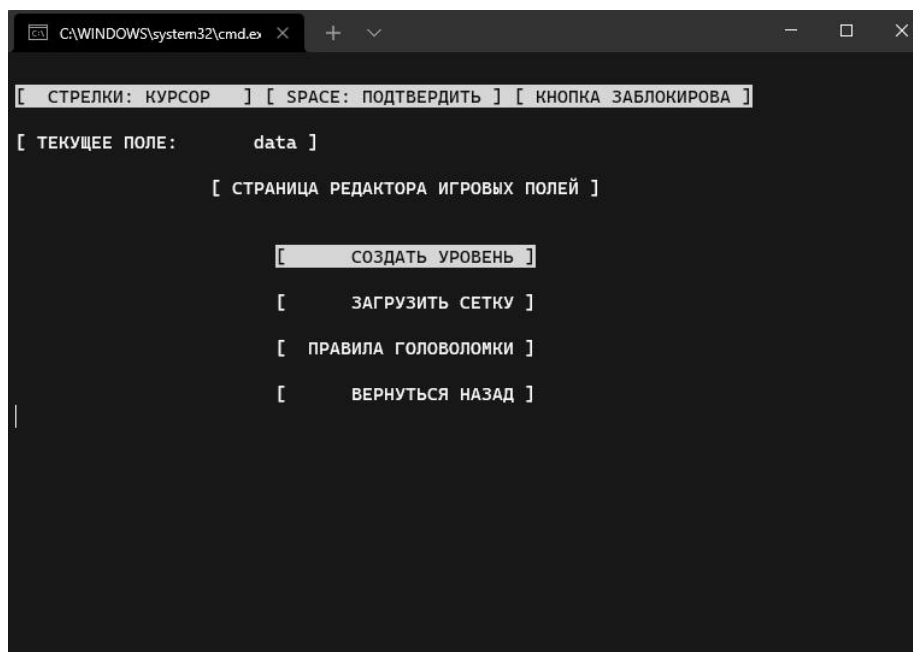 C:\WINDOWS\system32\cmd.ex
[ СТРЕЛКИ: КУРСОР ] [ SPACE: ПОДТВЕРДИТЬ ] [ КНОПКА ЗАБЛОКИРОВА ]
[ ТЕКУЩЕЕ ПОЛЕ: data ]
[ СТРАНИЦА РЕДАКТОРА ИГРОВЫХ ПОЛЕЙ ]
[ СОЗДАТЬ УРОВЕНЬ ]
[ ЗАГРУЗИТЬ СЕТКУ ]
[ ПРАВИЛА ГОЛОВОЛОМКИ ]
[ ВЕРНУТЬСЯ НАЗАД ]